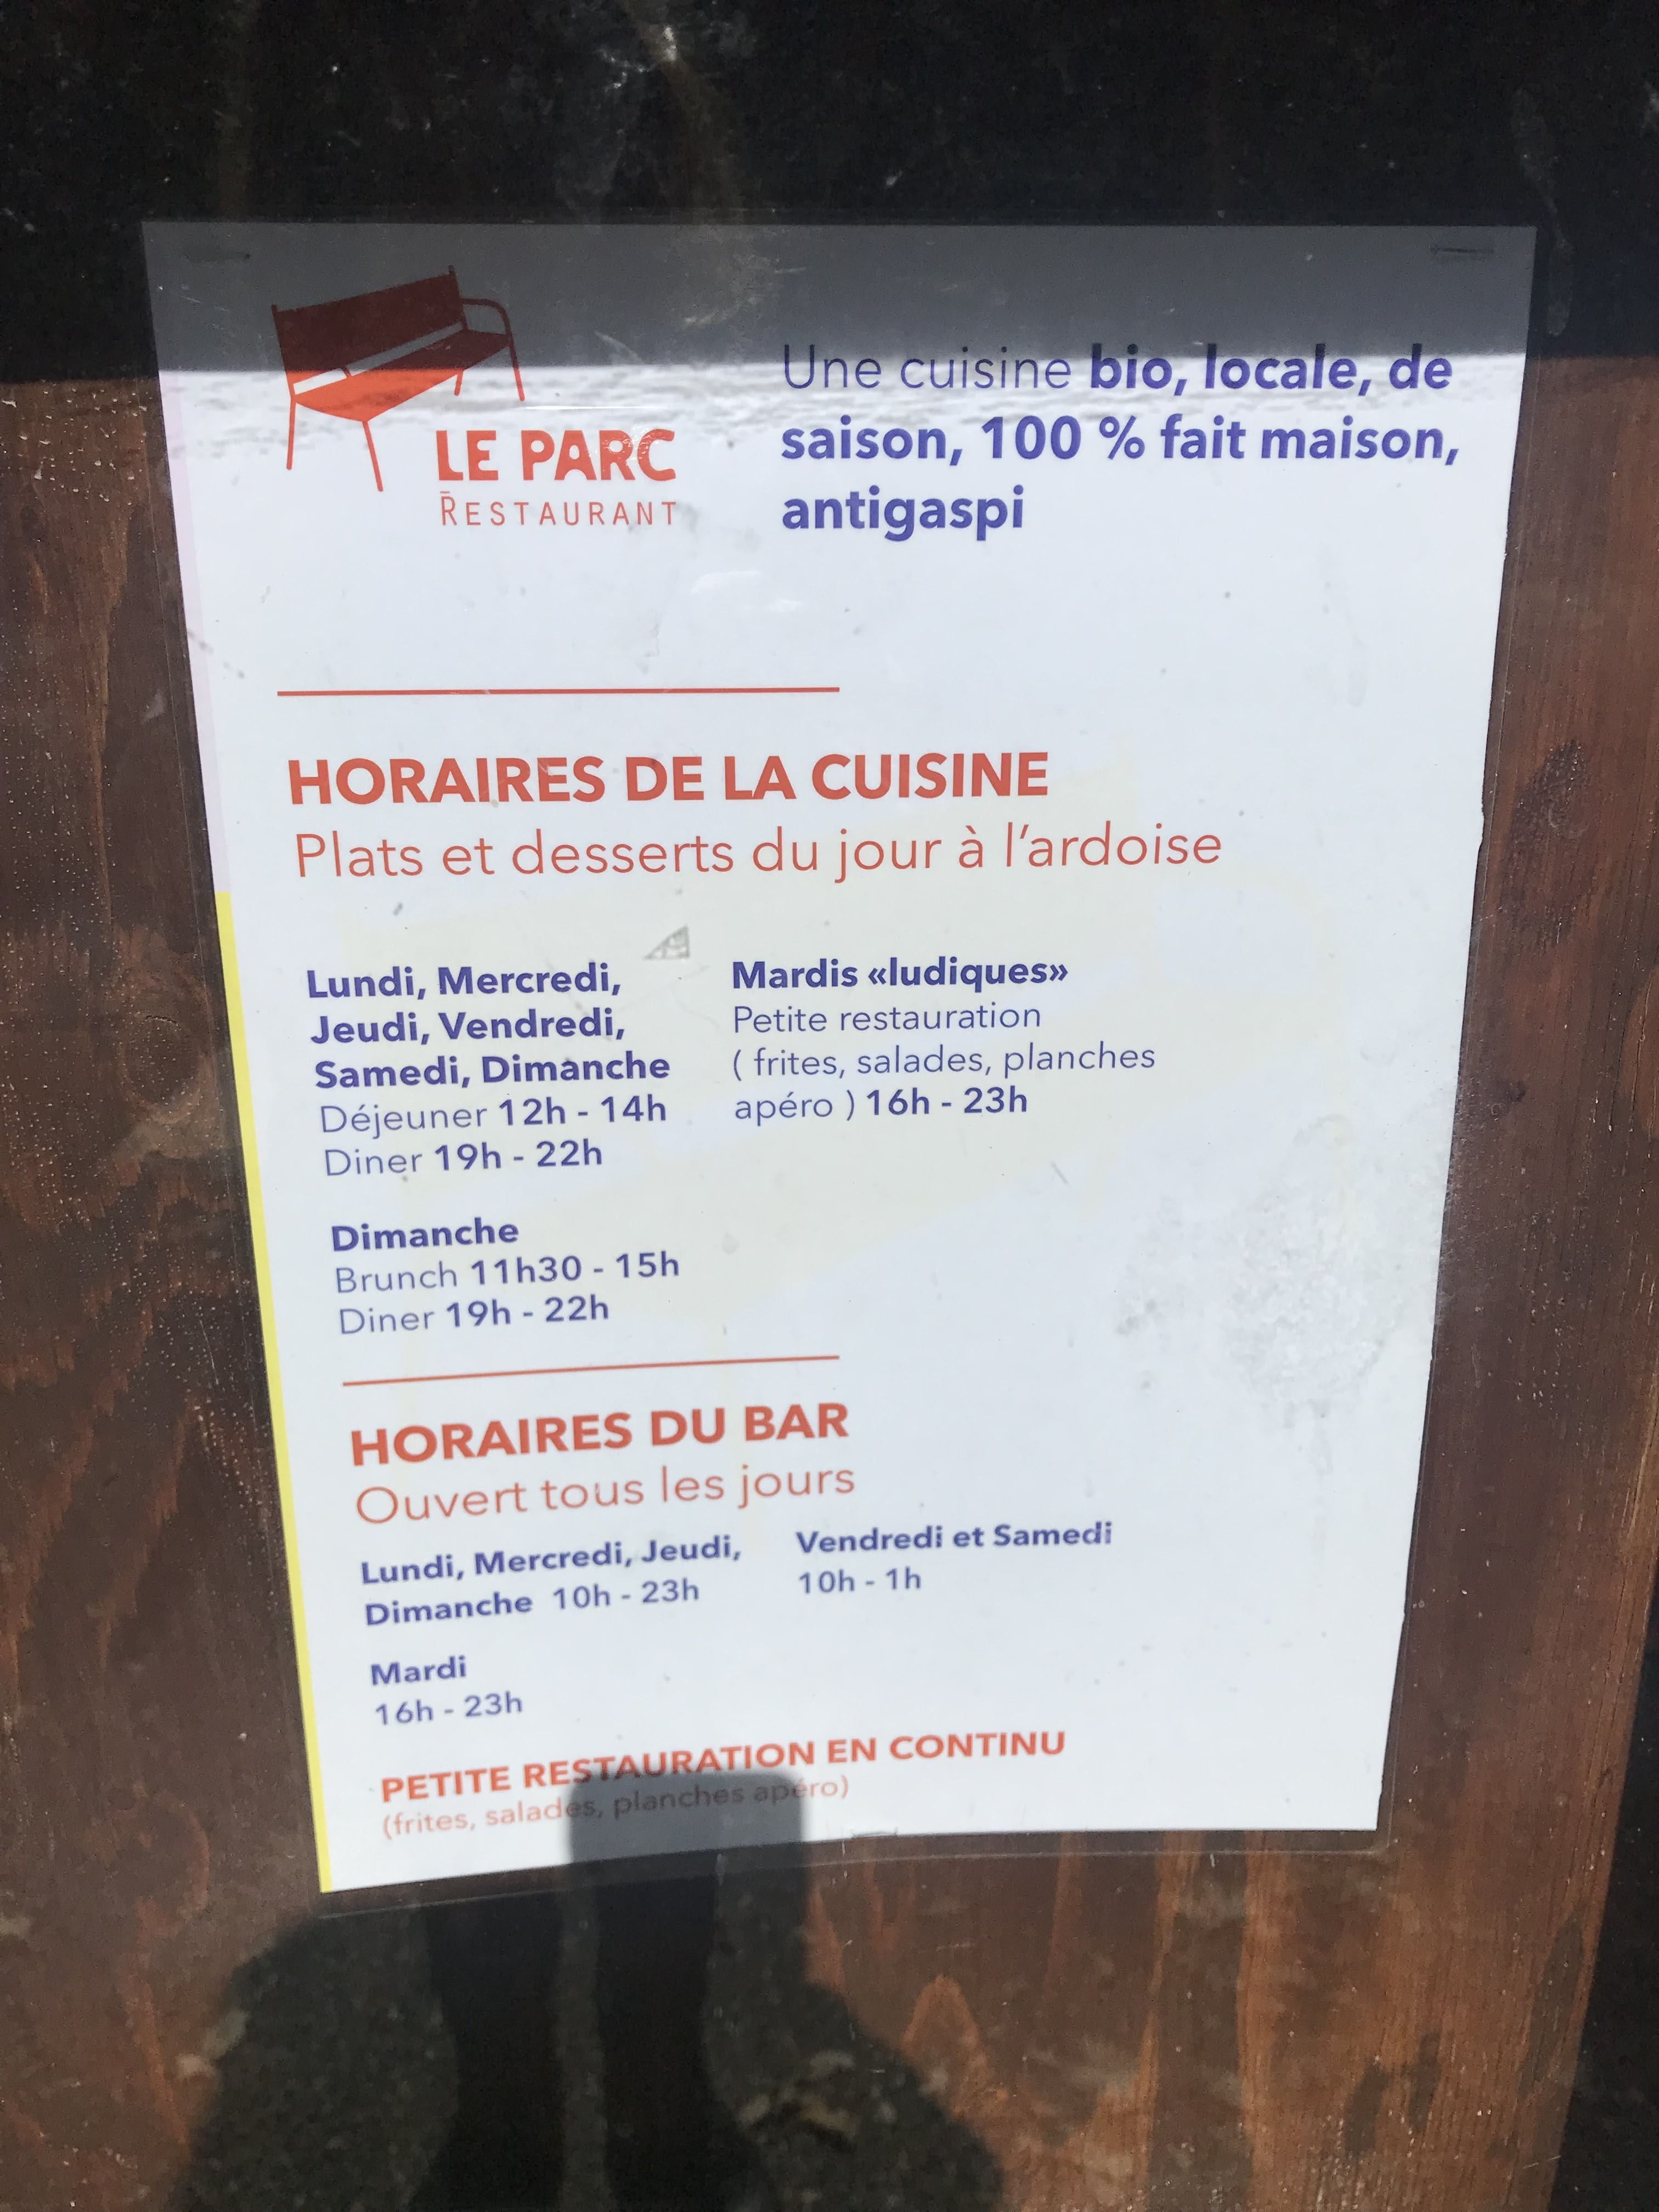 LE PARC
RESTAURANT
Une cuisine bio, locale, de
saison, 100 % fait maison,
antigaspi
HORAIRES DE LA CUISINE
Plats et desserts du jour à l'ardoise
Lundi, Mercredi,
Jeudi, Vendredi,
Samedi, Dimanche
Déjeuner 12h - 14h
Diner 19h - 22h
Mardis «ludiques»
Petite restauration
( frites, salades, planches
apéro ) 16h - 23h
Dimanche
Brunch 11h30 - 15h
Diner 19h - 22h
HORAIRES DU BAR
Ouvert tous les jours
Lundi, Mercredi, Jeudi,
Dimanche 10h - 23h
Vendredi et Samedi
10h - 1h
Mardi
16h - 23h
PETITE RESTAURATION EN CONTINU
(frites, salades, planches apéro)